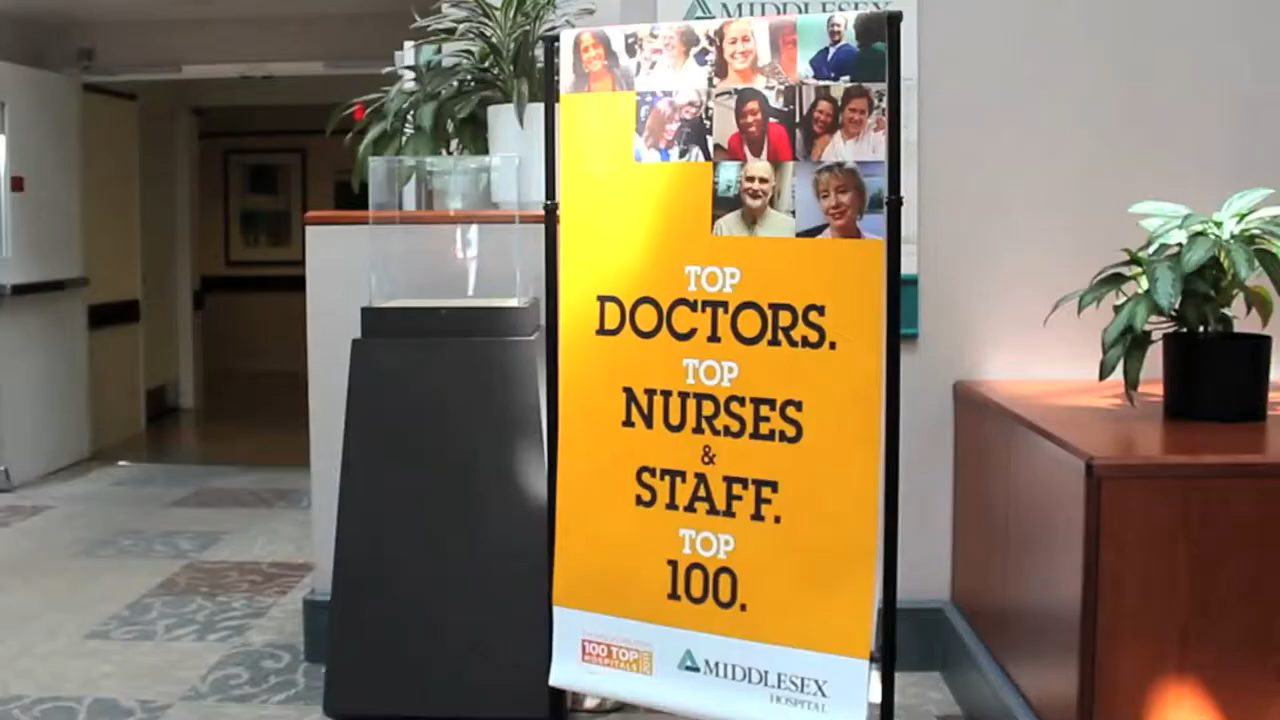 MIDDLESEX
TOP
DOCTORS.
TOP
NURSES
&
STAFF.
TOP
100.
100 TOP
HOSPITALS
MIDDLESEX
HOSPITAL